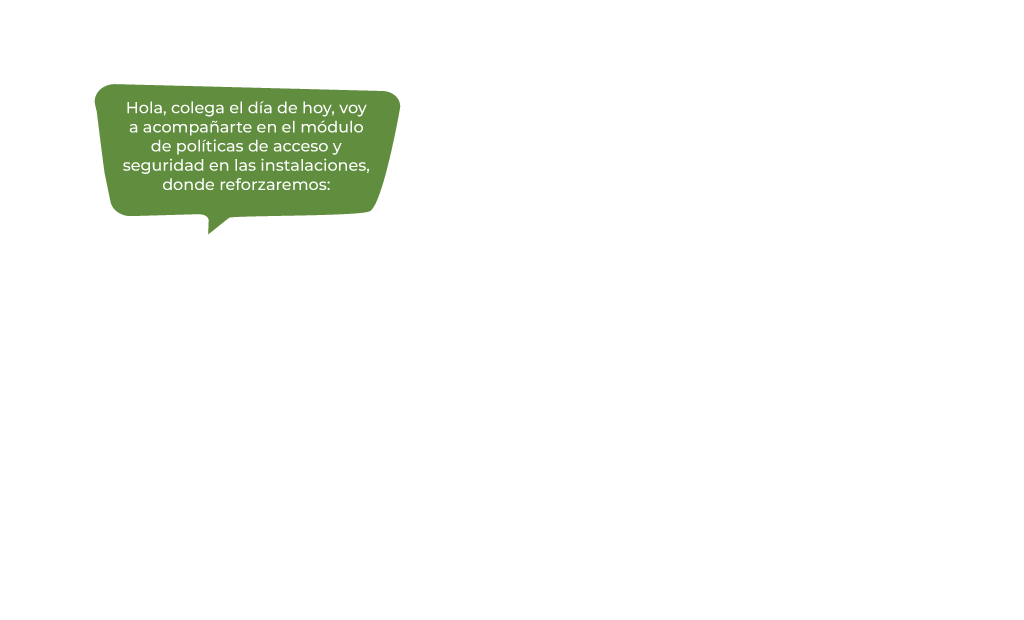 Hola, colega el día de hoy, voy
a acompañarte en el módulo
de políticas de acceso y
seguridad en las instalaciones,
donde reforzaremos: